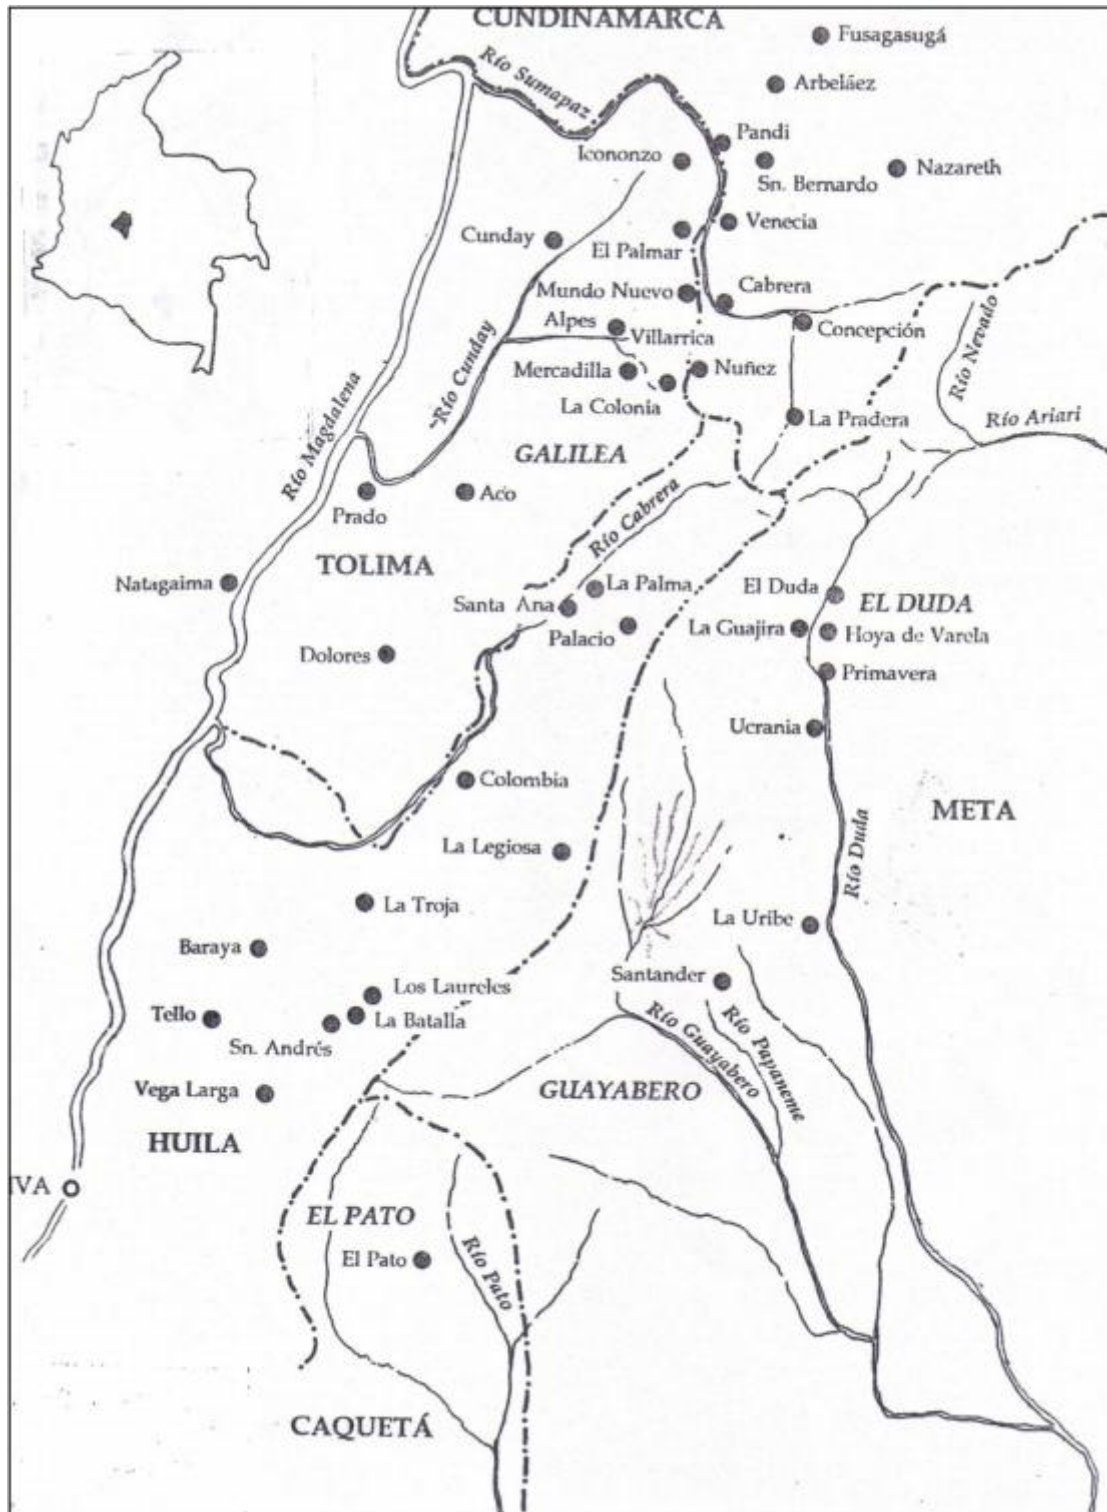 CUNDINAMARCA
Fusagasugá
Río Sumapaz
Arbeláez
Pandi
Icononzo
Sn. Bernardo
Nazareth
Venecia
Cunday
El Palmar
Mundo Nuevo
Cabrera
Alpes
Villarrica
Concepción
Río Nevado
Río Cunday
Mercadilla
Nuñez
La Colonia
La Pradera
Río Ariari
Río Magdalena
GALILEA
Prado
Aco
Río Cabrera
TOLIMA
Natagaima
La Palma
El Duda
EL DUDA
Santa Ana
Palacio
La Guajira
Hoya de Varela
Dolores
Primavera
Ucrania
Colombia
META
La Legiosa
Río Duda
La Troja
La Uribe
Baraya
Santander
Los Laureles
Tello
La Batalla
Sn. Andrés
Río Guayabero
Río Papaneme
Vega Larga
GUAYABERO
HUILA
IVA
EL PATO
El Pato
Río Pato
CAQUETÁ